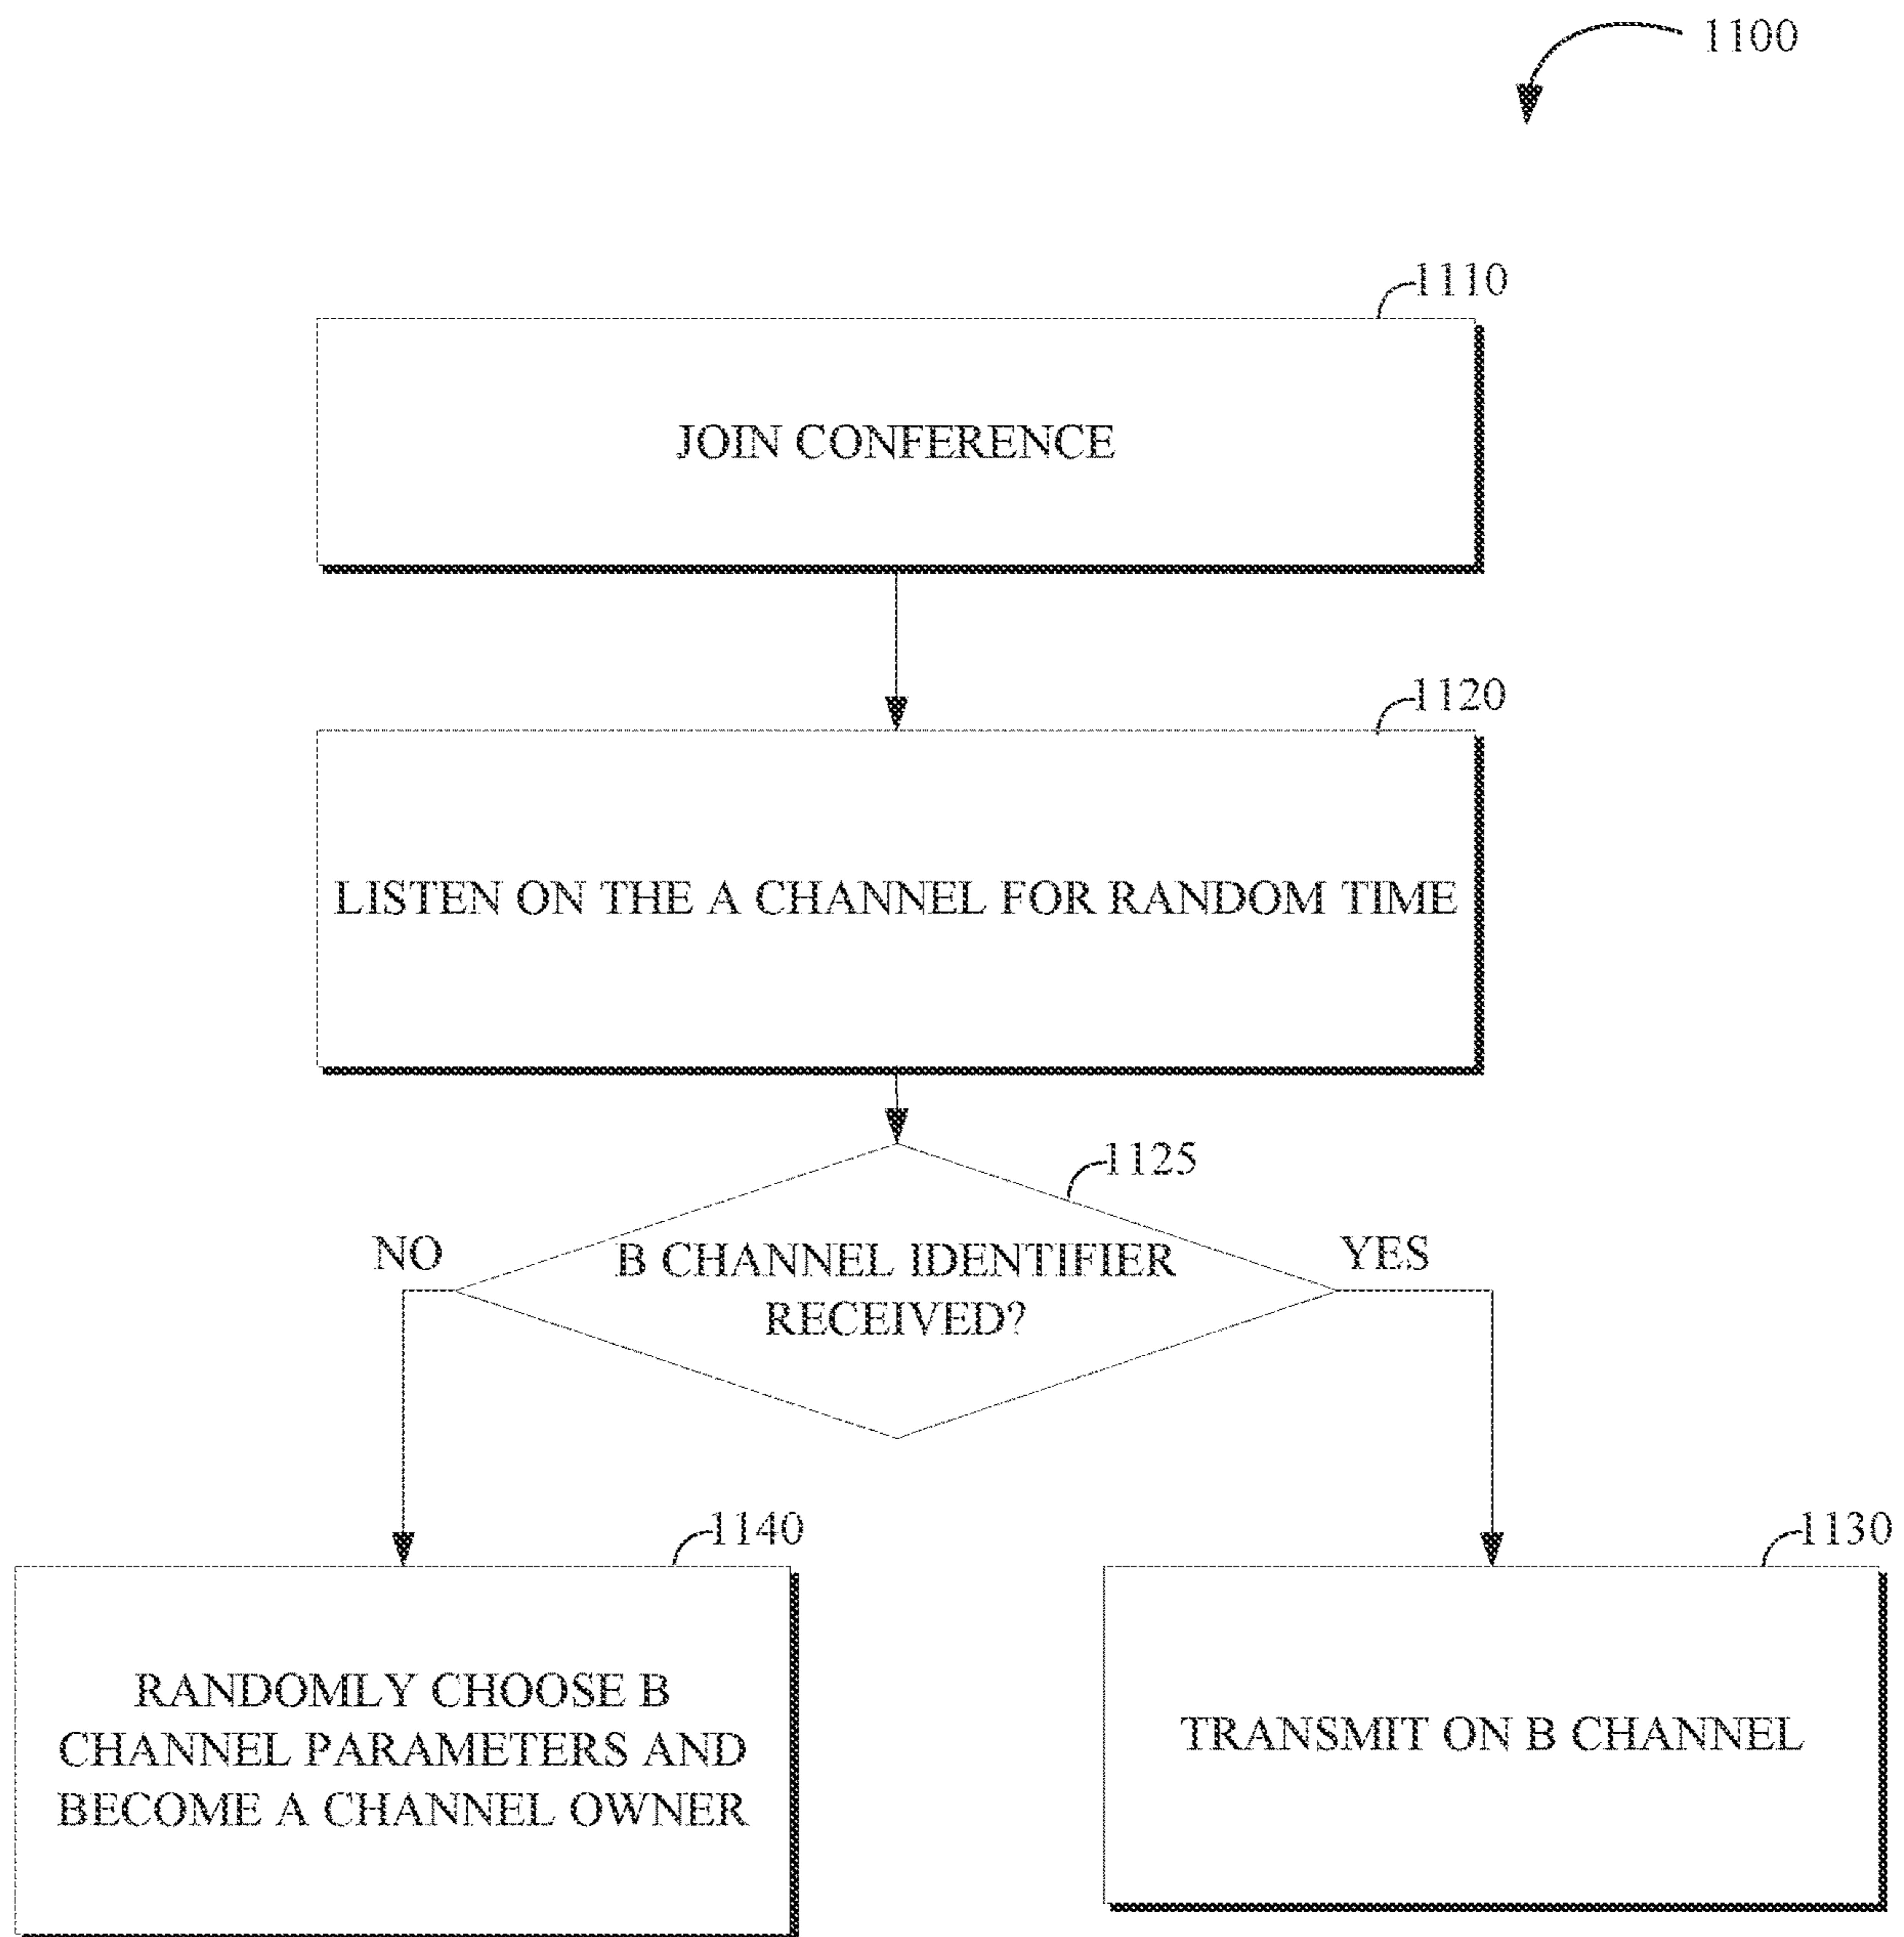 1100
1110
JOIN CONFERENCE
1120
LISTEN ON THE A CHANNEL FOR RANDOM TIME
1125
NO
B CHANNEL IDENTIFIER
RECEIVED?
YES
1140
RANDOMLY CHOOSE B
CHANNEL PARAMETERS AND
BECOME A CHANNEL OWNER
1130
TRANSMIT ON B CHANNEL